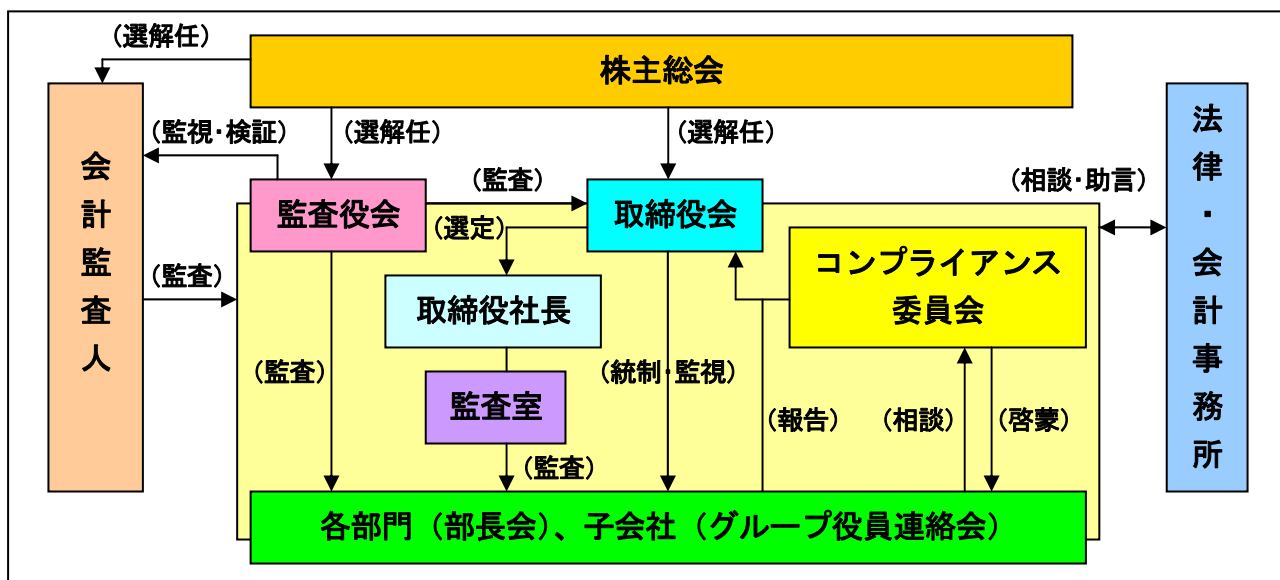 (選解任)
株主総会
会計監査人
(監視・検証)
(選解任)
(選解任)
法律・会計事務所
(監査)
(相談・助言)
監査役会
取締役会
(選定)
コンプライアンス
委員会
(監査)
取締役社長
(監査)
(統制・監視)
監査室
(報告)
(相談)
(啓蒙)
(監査)
各部門(部長会)、子会社(グループ役員連絡会)